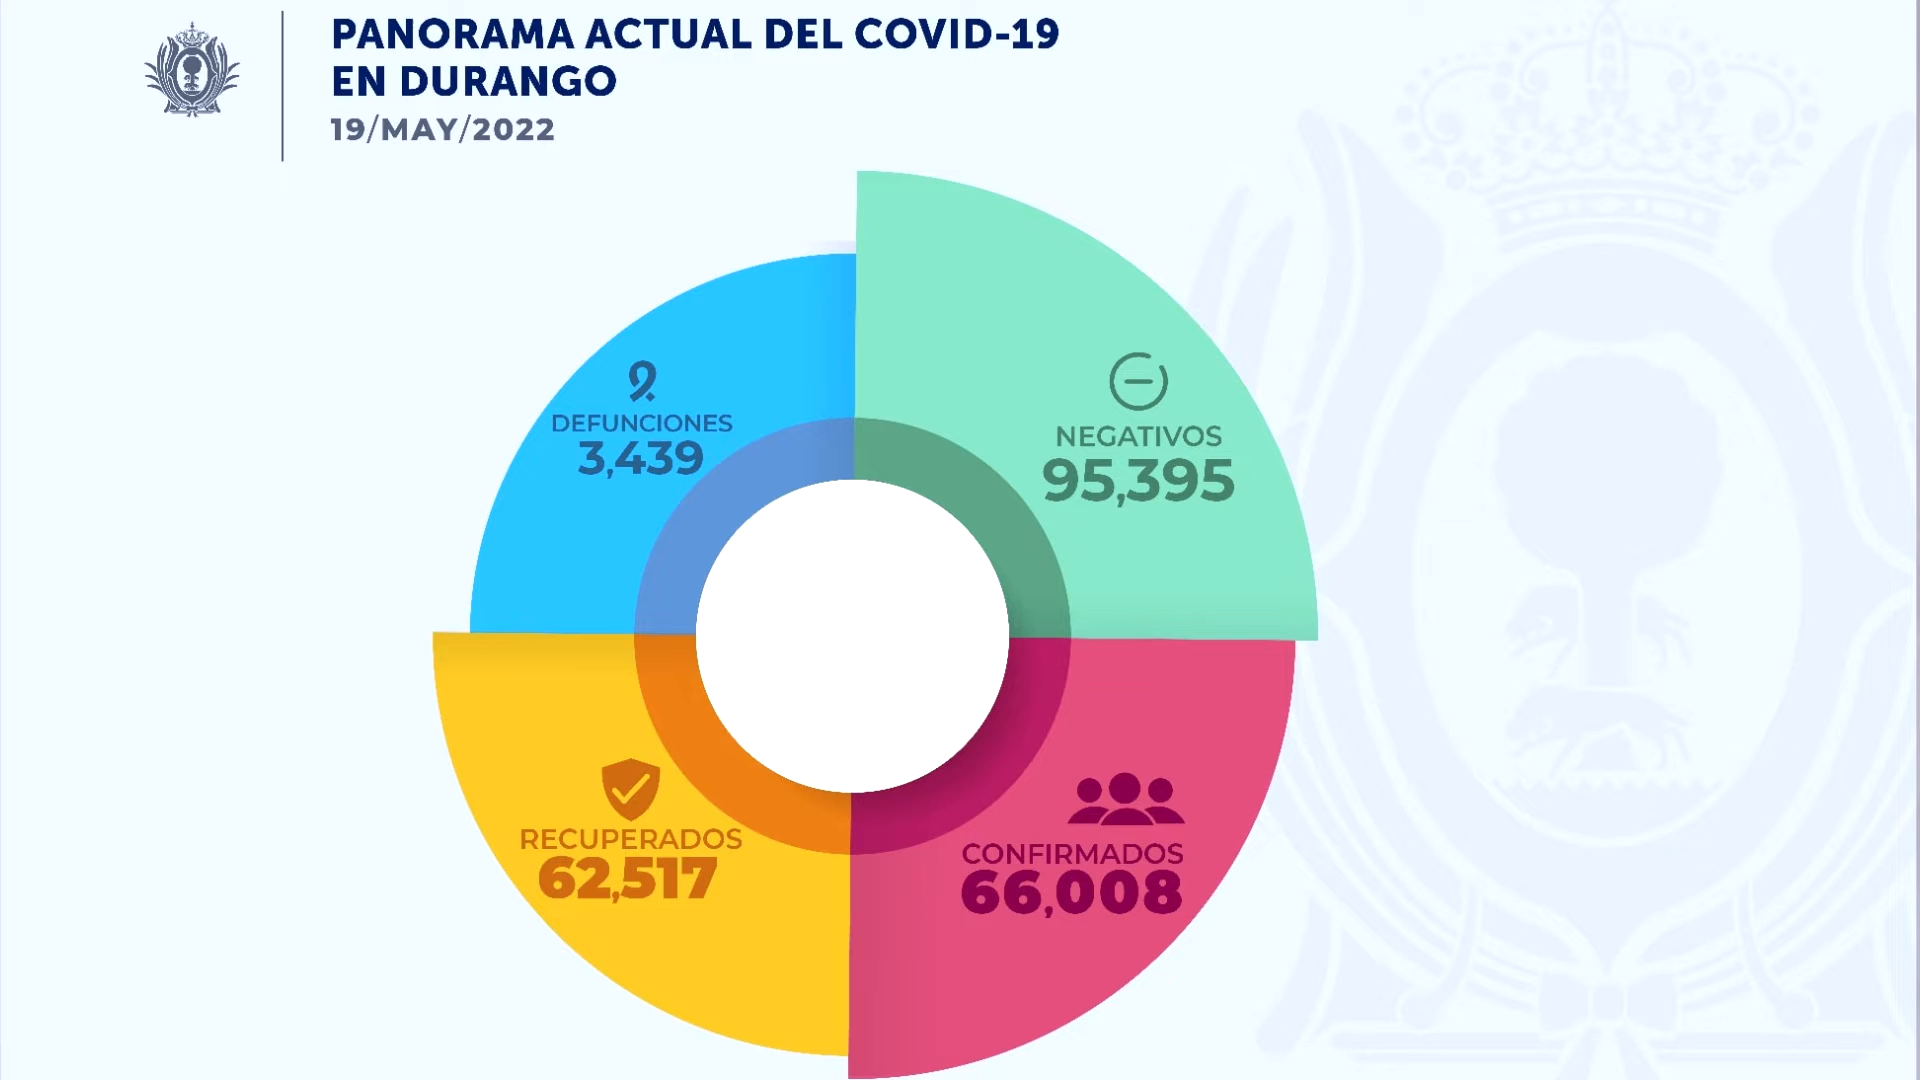 PANORAMA ACTUAL DEL COVID-19
EN DURANGO
19/MAY/2022
DEFUNCIONES
3,439
NEGATIVOS
95,395
RECUPERADOS
62,517
CONFIRMADOS
66,008